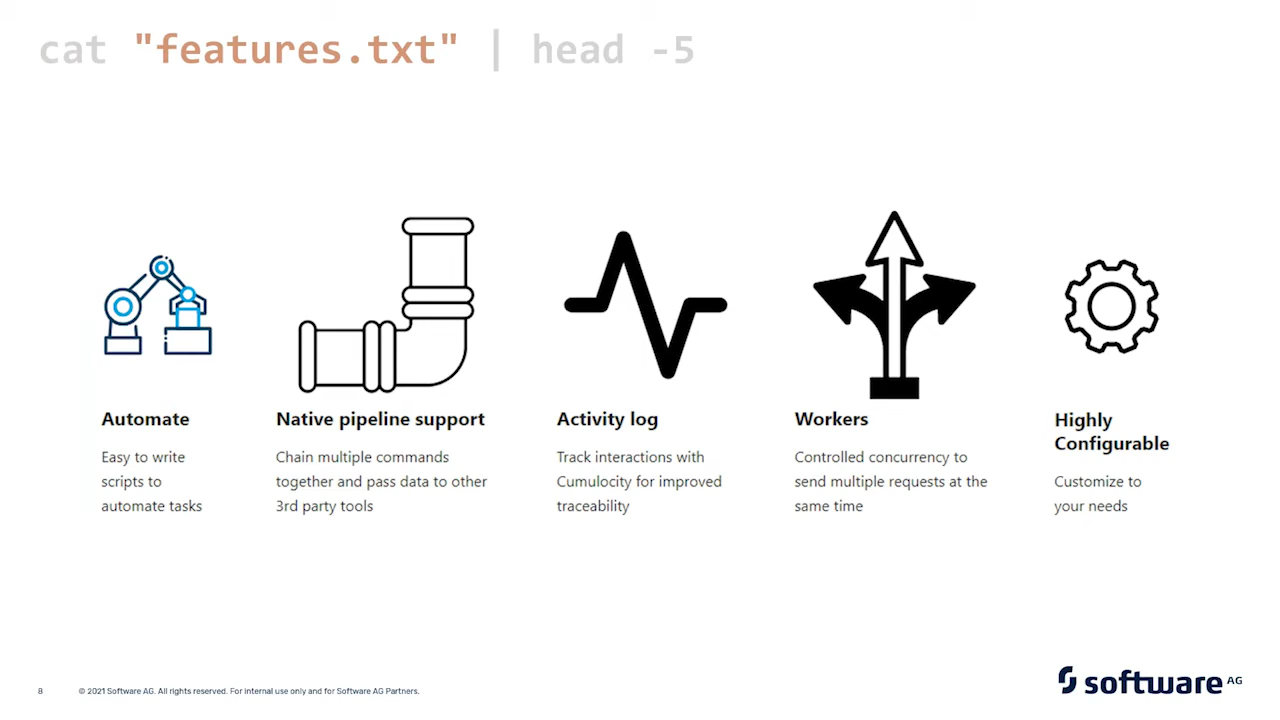 cat "features.txt" | head -5
Automate
Easy to write
scripts to
automate tasks
Native pipeline support
Chain multiple commands
together and pass data to other
3rd party tools
Activity log
Track interactions with
Cumulocity for improved
traceability
Workers
Controlled concurrency to
send multiple requests at the
same time
Highly
Configurable
Customize to
your needs
8
© 2021 Software AG. All rights reserved. For internal use only and for Software AG Partners.
software AG